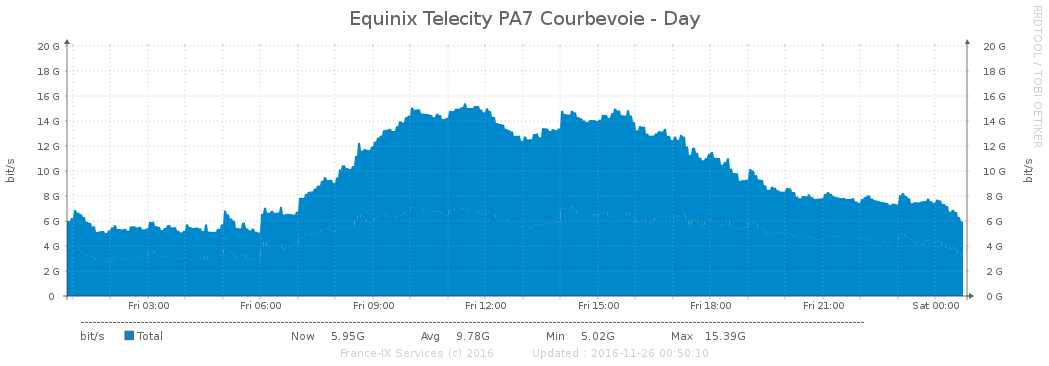 Equinix Telecity PA7 Courbevoie - Day
RRDTOOL / TOBI OETIKER
bit/s
20 G 20 G
18 G 18 G
16 G 16 G
14 G 14 G
12 G 12 G
10 G 10 G
8 G 8 G
6 G 6 G
4 G 4 G
2 G 2 G
0 0 G
bit/s
Fri 03:00 Fri 06:00 Fri 09:00 Fri 12:00 Fri 15:00 Fri 18:00 Fri 21:00 Sat 00:00
bit/s Total Now 5.95G Avg 9.78G Min 5.02G Max 15.39G
France-IX Services (c) 2016 Updated : 2016-11-26 00:50:10